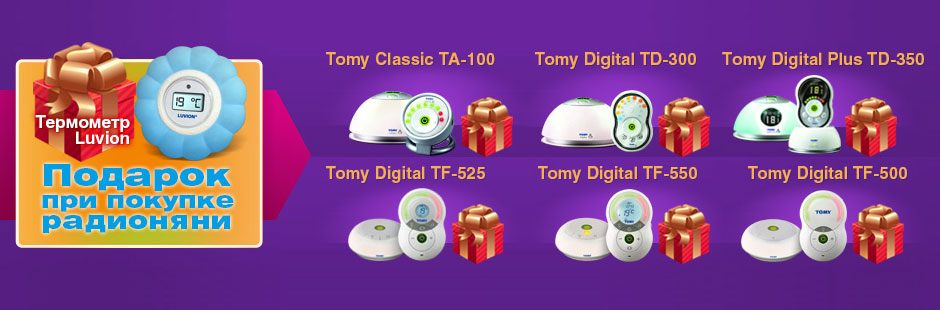 Термометр
Luvion
19 °C
LUVION
Подарок
при покупке
радионяни
Tomy Classic TA-100
Tomy Digital TD-300
Tomy Digital Plus TD-350
Tomy Digital TF-525
Tomy Digital TF-550
Tomy Digital TF-500
TOMY